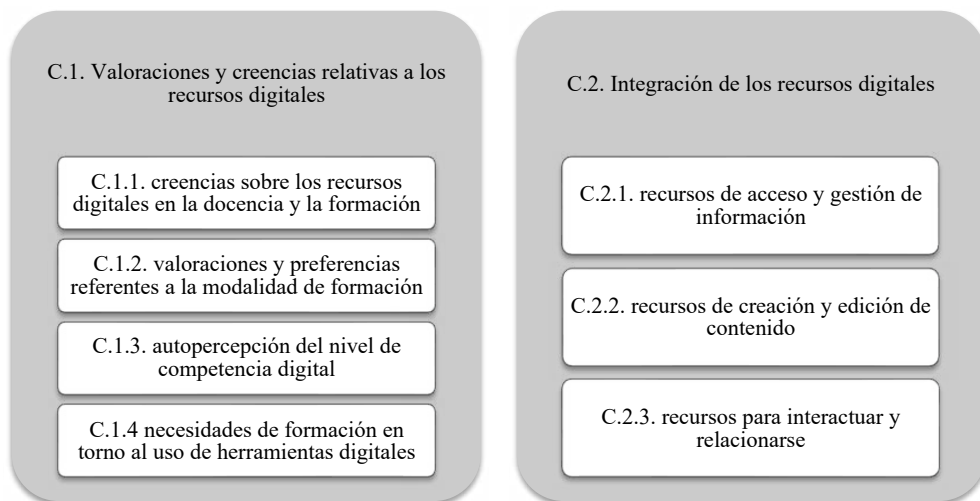 C.1. Valoraciones y creencias relativas a los
recursos digitales
C.1.1. creencias sobre los recursos
digitales en la docencia y la formación
C.1.2. valoraciones y preferencias
referentes a la modalidad de formación
C.1.3. autopercepción del nivel de
competencia digital
C.1.4 necesidades de formación en
torno al uso de herramientas digitales
C.2. Integración de los recursos digitales
C.2.1. recursos de acceso y gestión de
información
C.2.2. recursos de creación y edición de
contenido
C.2.3. recursos para interactuar y
relacionarse